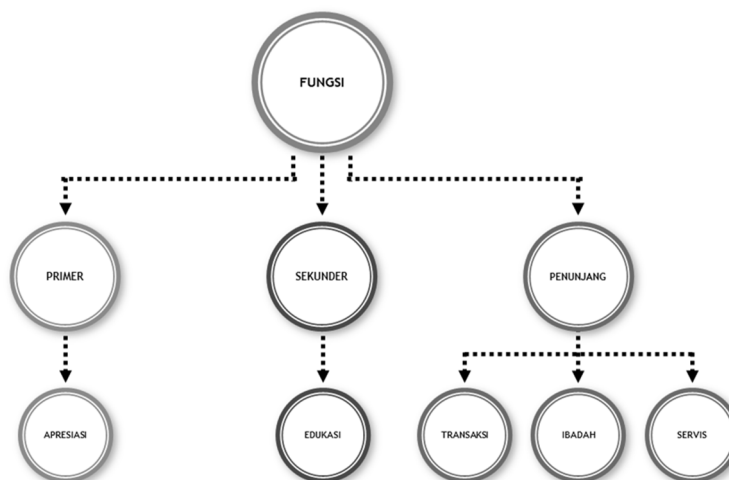 FUNGSI
PRIMER
SEKUNDER
PENUNJANG
APRESIASI
EDUKASI
TRANSAKSI
IBADAH
SERVIS